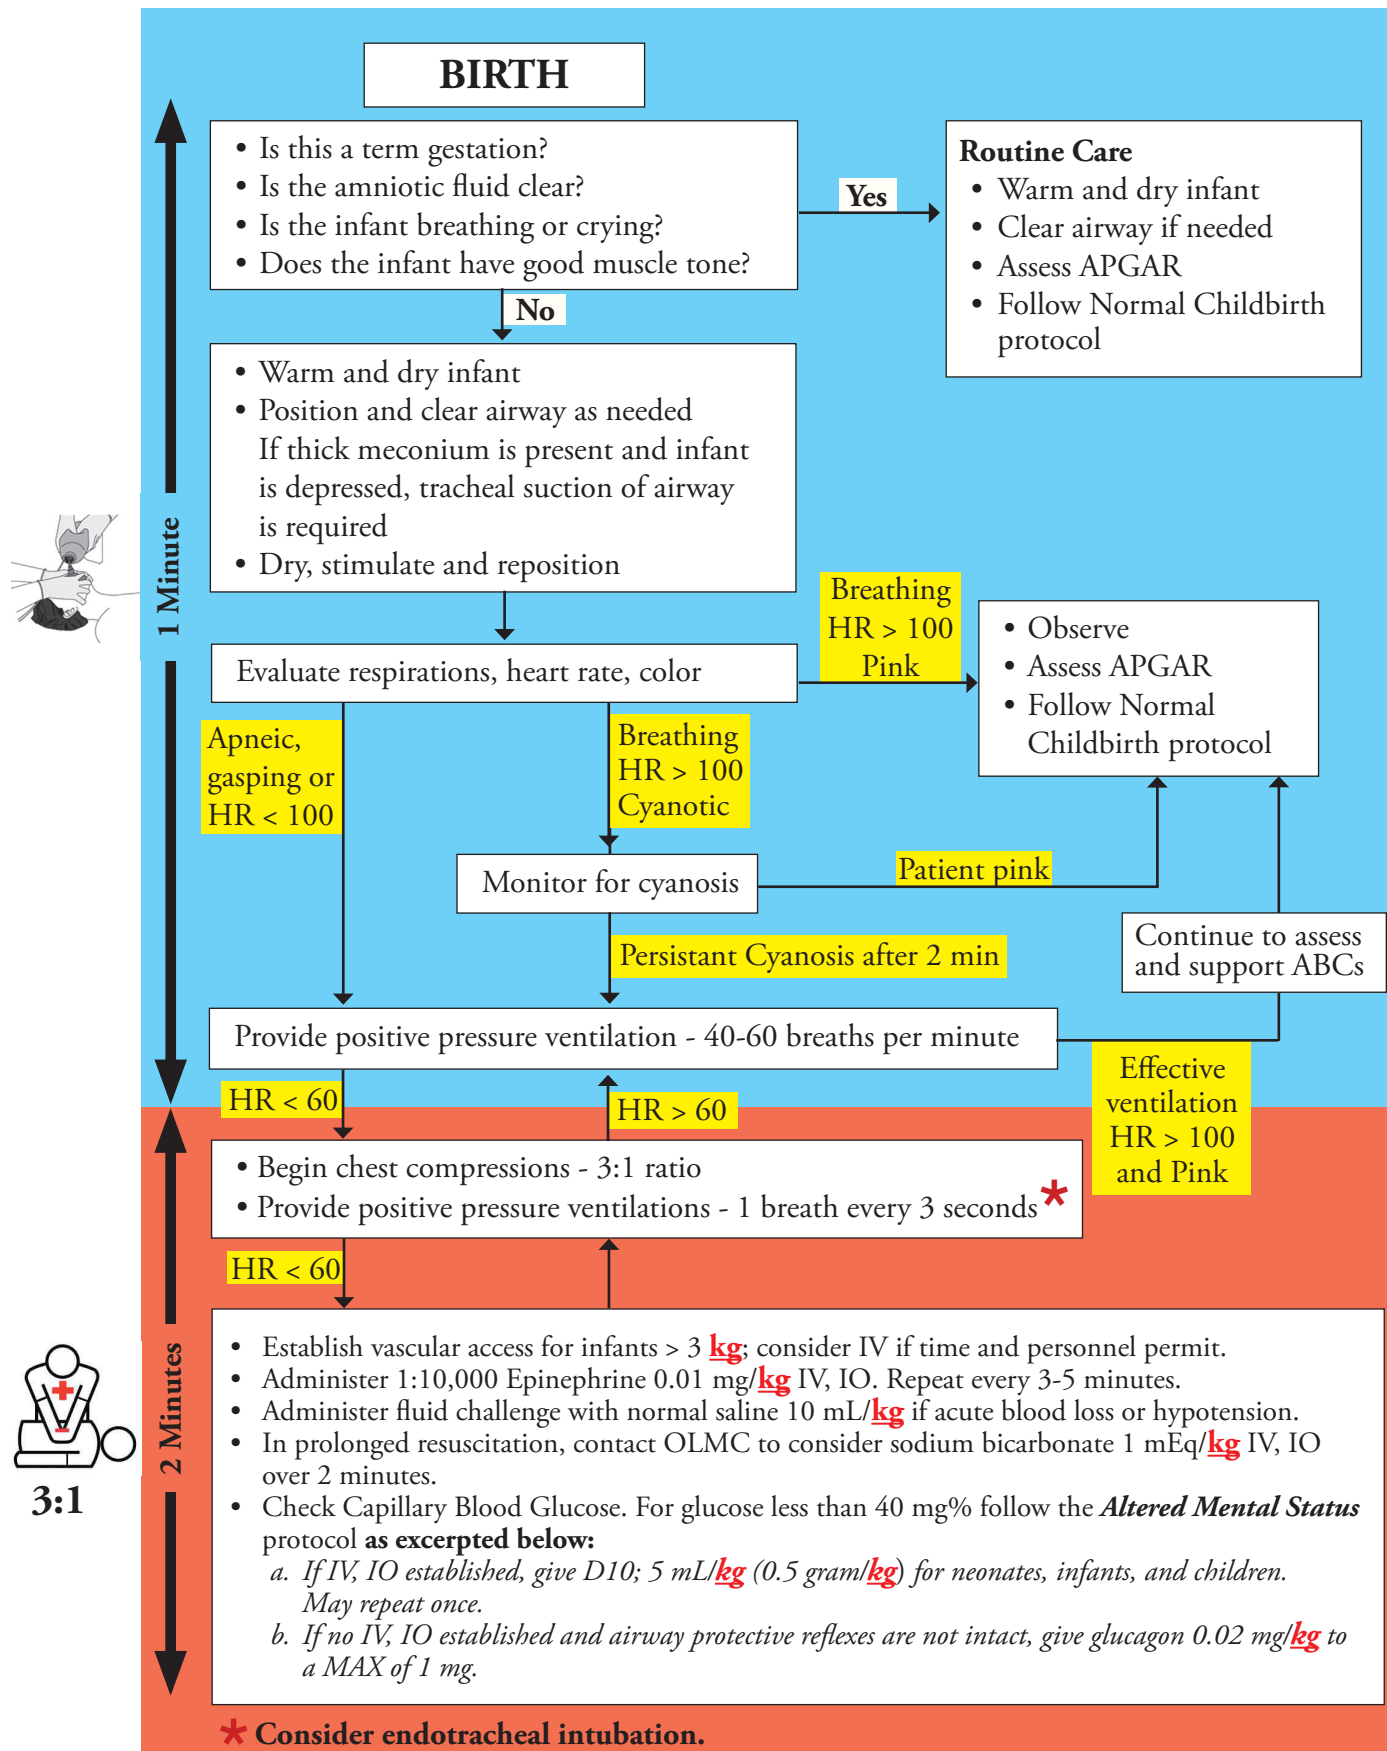 BIRTH
• Is this a term gestation?
• Is the amniotic fluid clear?
• Is the infant breathing or crying?
• Does the infant have good muscle tone?
Yes
Routine Care
• Warm and dry infant
• Clear airway if needed
• Assess APGAR
• Follow Normal Childbirth
protocol
No
• Warm and dry infant
• Position and clear airway as needed
If thick meconium is present and infant
is depressed, tracheal suction of airway
is required
• Dry, stimulate and reposition
1 Minute
Breathing
HR > 100
Pink
• Observe
• Assess APGAR
• Follow Normal
Childbirth protocol
Evaluate respirations, heart rate, color
Apneic,
gasping or
HR < 100
Breathing
HR > 100
Cyanotic
Monitor for cyanosis
Patient pink
Persistant Cyanosis after 2 min
Continue to assess
and support ABCs
Provide positive pressure ventilation - 40-60 breaths per minute
HR < 60
HR > 60
Effective
ventilation
HR > 100
and Pink
• Begin chest compressions - 3:1 ratio
• Provide positive pressure ventilations - 1 breath every 3 seconds *
HR < 60
2 Minutes
3:1
• Establish vascular access for infants > 3 kg; consider IV if time and personnel permit.
• Administer 1:10,000 Epinephrine 0.01 mg/kg IV, IO. Repeat every 3-5 minutes.
• Administer fluid challenge with normal saline 10 mL/kg if acute blood loss or hypotension.
• In prolonged resuscitation, contact OLMC to consider sodium bicarbonate 1 mEq/kg IV, IO
over 2 minutes.
• Check Capillary Blood Glucose. For glucose less than 40 mg% follow the Altered Mental Status
protocol as excerpted below:
a. If IV, IO established, give D10; 5 mL/kg (0.5 gram/kg) for neonates, infants, and children.
May repeat once.
b. If no IV, IO established and airway protective reflexes are not intact, give glucagon 0.02 mg/kg to
a MAX of 1 mg.
* Consider endotracheal intubation.